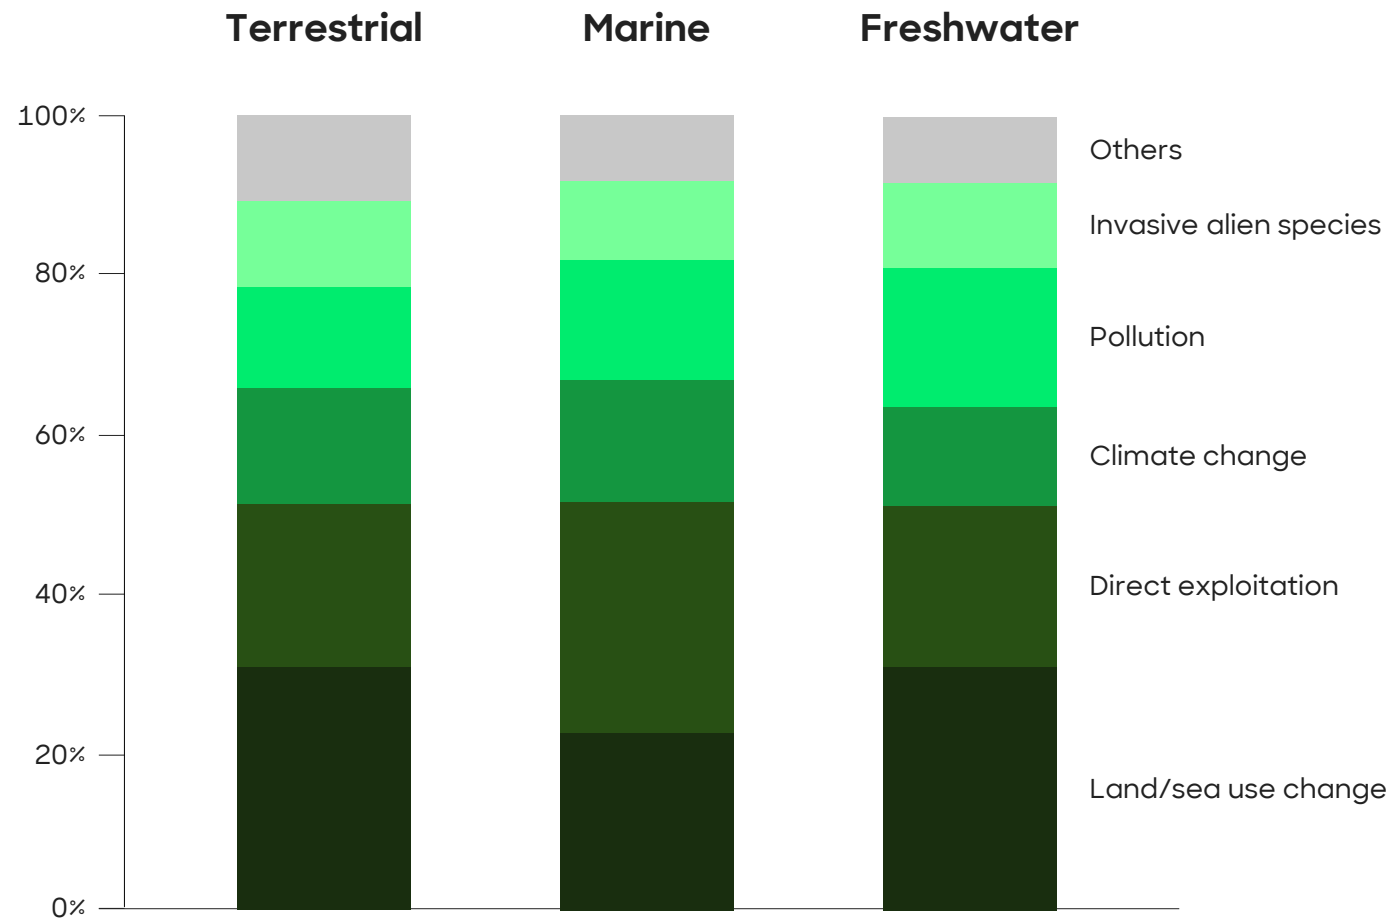 Terrestrial Marine Freshwater
100%
Others
Invasive alien species
80%
Pollution
60%
Climate change
40%
Direct exploitation
20%
Land/sea use change
0%